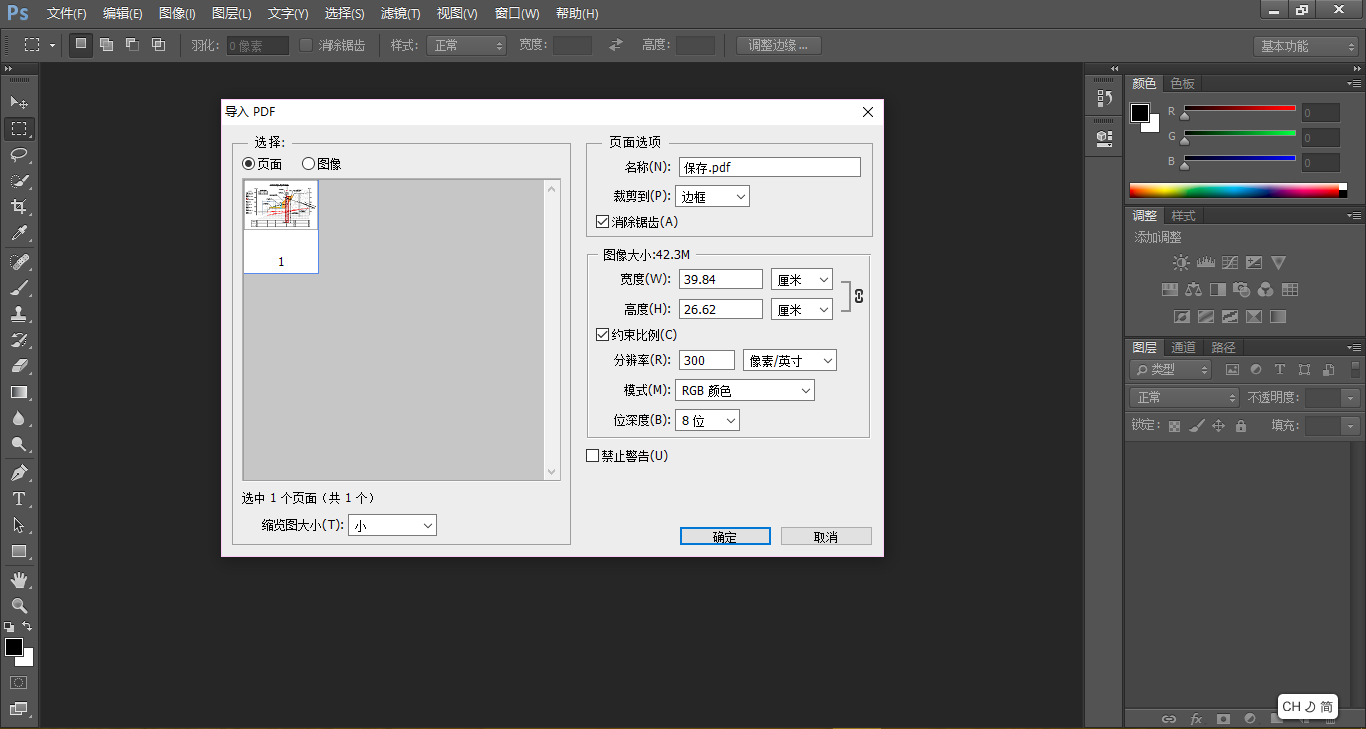 Ps 文件(F) 编辑(E) 图像(I) 图层(L) 文字(Y) 选择(S) 滤镜(T) 视图(V) 窗口(W) 帮助(H)
羽化: 0 像素 消除锯齿 样式: 正常 宽度: 高度: 调整边缘... 基本功能
导入 PDF
选择:
页面 图像
1
选中 1 个页面（共 1 个）
缩览图大小(T): 小
页面选项
名称(N): 保存.pdf
裁剪到(P): 边框
消除锯齿(A)
图像大小:42.3M
宽度(W): 39.84 厘米
高度(H): 26.62 厘米
约束比例(C)
分辨率(R): 300 像素/英寸
模式(M): RGB 颜色
位深度(B): 8 位
禁止警告(U)
确定 取消
颜色 色板
R 0
G 0
B 0
调整 样式
添加调整
图层 通道 路径
类型 T
正常 不透明度:
锁定: 填充:
fx
T
CH 简